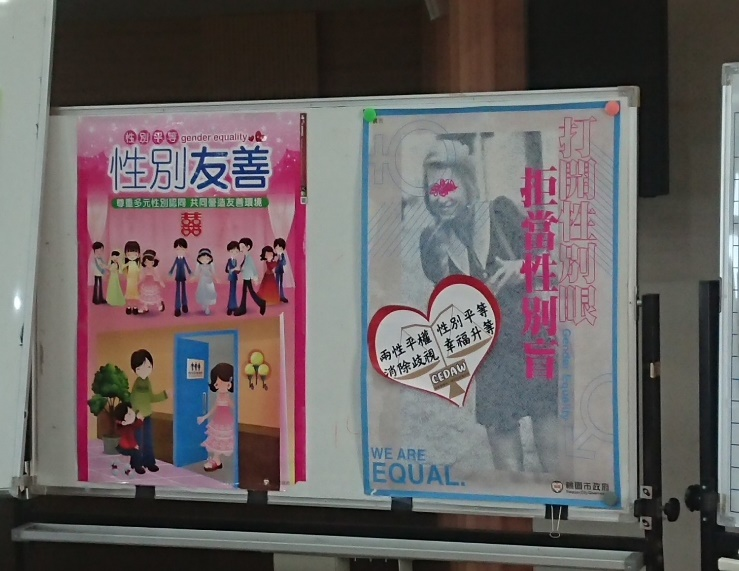 性別平等 gender equality
性別友善
尊重多元性別認同 共同營造友善環境
囍
打開性別眼
拒當性別盲
Gender Equality
兩性平權
消除歧視
性別平等
幸福升等
CEDAW
WE ARE
EQUAL.
桃園市政府